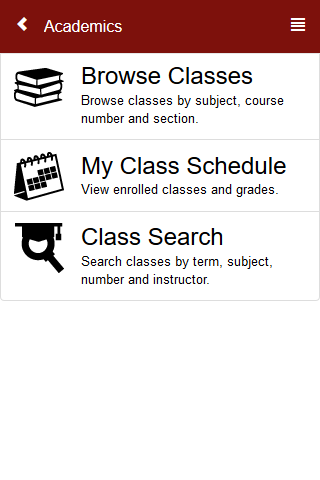 Academics
Browse Classes
Browse classes by subject, course
number and section.
My Class Schedule
View enrolled classes and grades.
Class Search
Search classes by term, subject,
number and instructor.